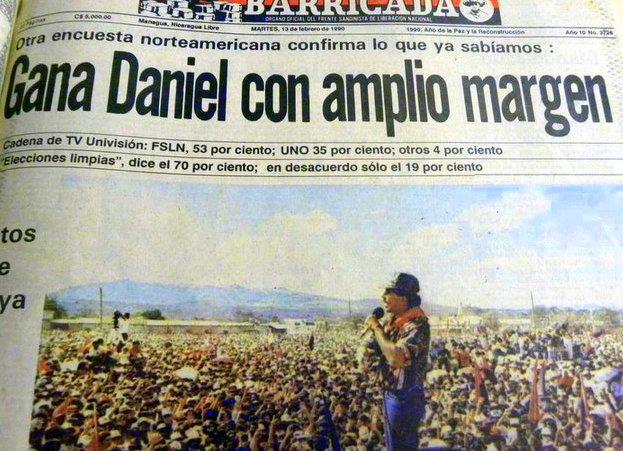 C$ 5,000.00
BARRICADA
Managua, Nicaragua Libre
ORGANO OFICIAL DEL FRENTE SANDINISTA DE LIBERACION NACIONAL
MARTES, 13 de febrero de 1990
1990: Año de la Paz y la Reconstrucción
Año 10 No. 3726
Otra encuesta norteamericana confirma lo que ya sabíamos :
Gana Daniel con amplio margen
Cadena de TV Univisión: FSLN, 53 por ciento; UNO 35 por ciento; otros 4 por ciento
"Elecciones limpias", dice el 70 por ciento; en desacuerdo sólo el 19 por ciento
tos
e
ya